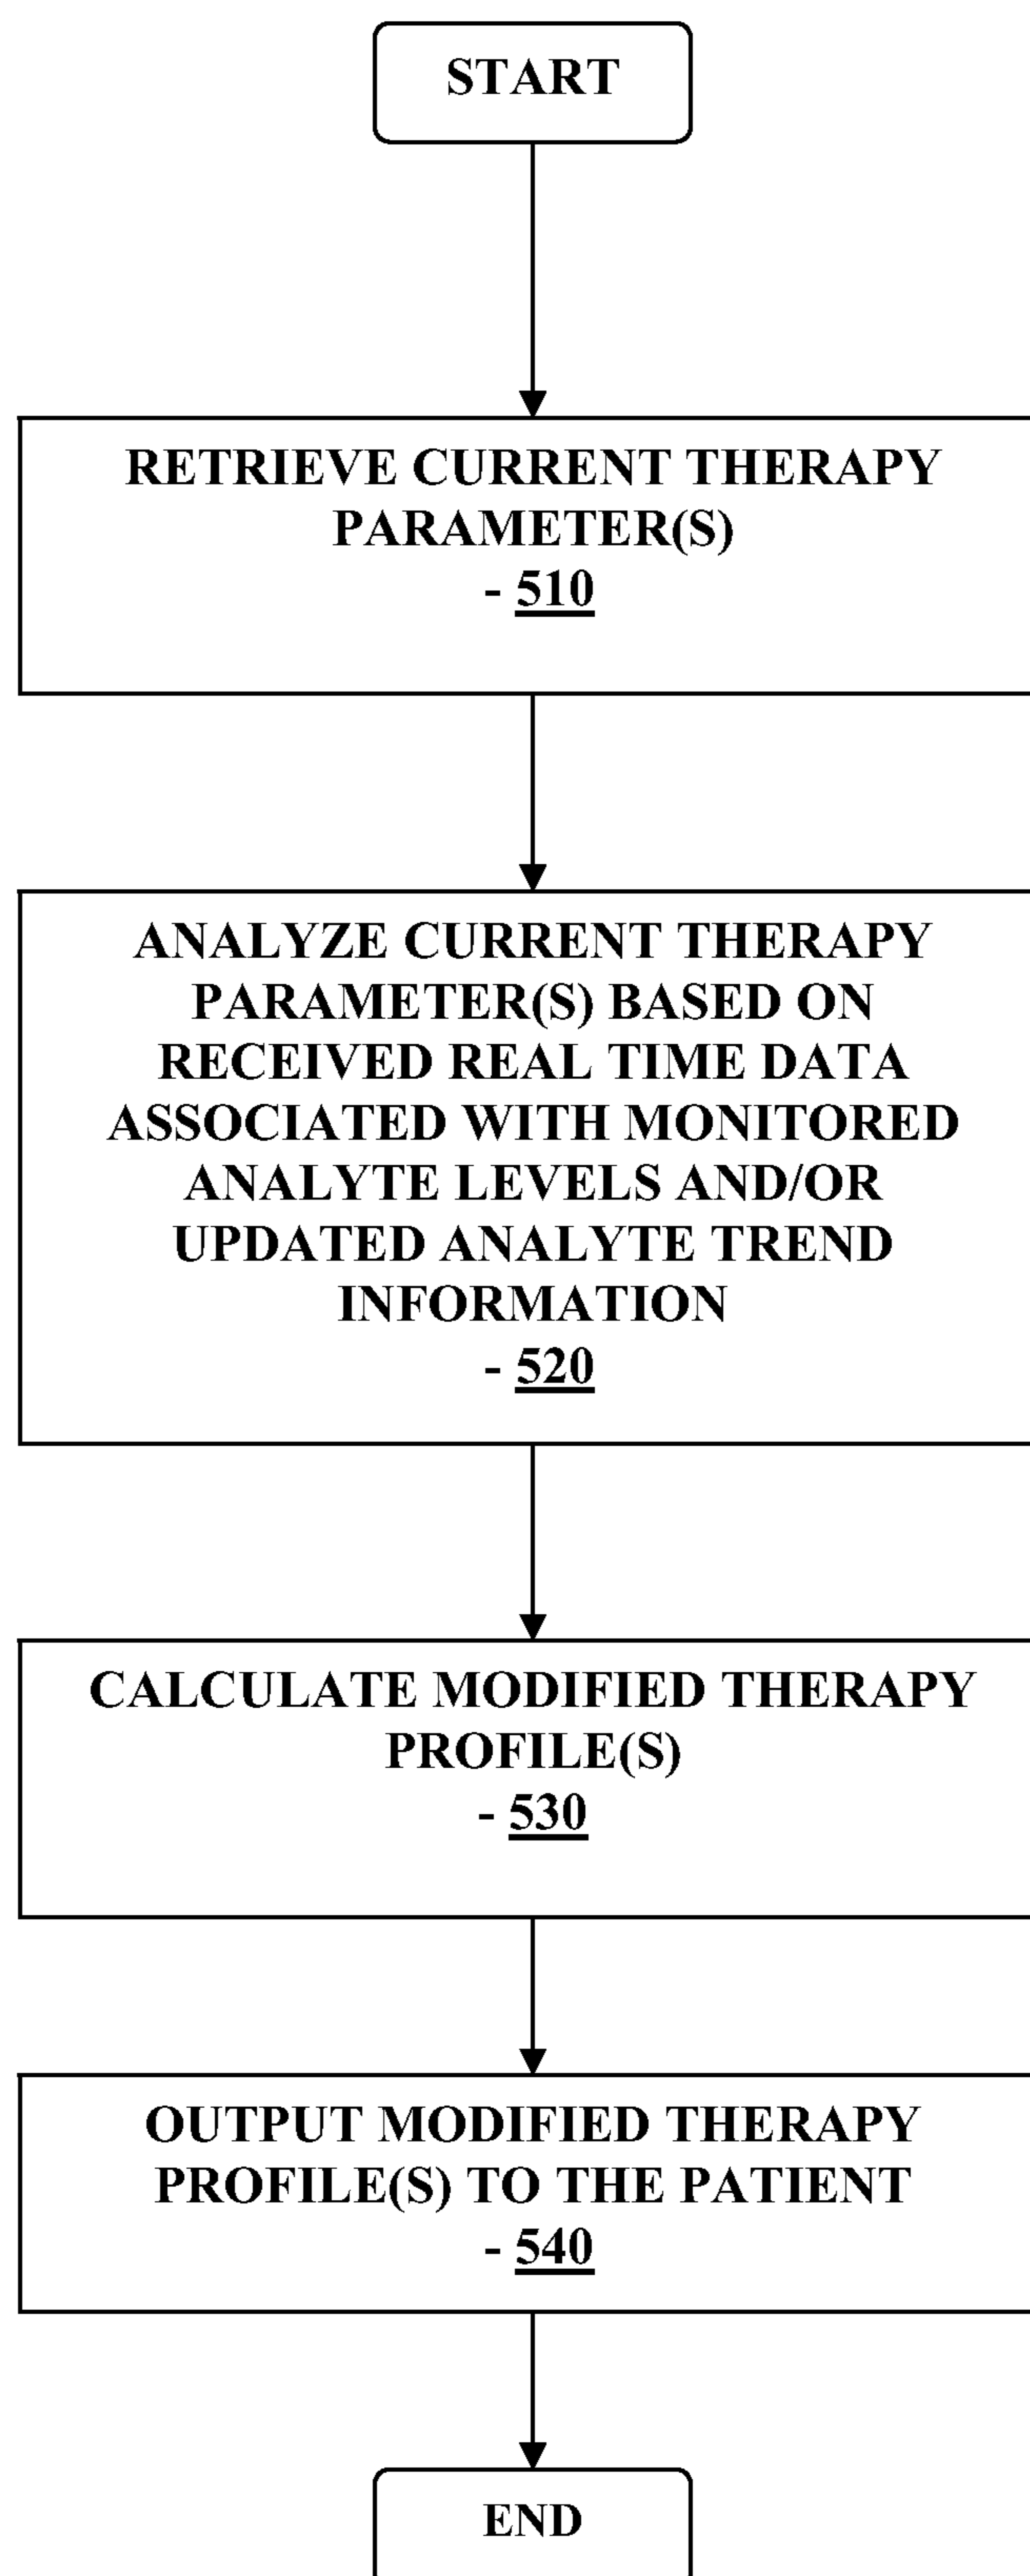 START
RETRIEVE CURRENT THERAPY
PARAMETER(S)
- 510
ANALYZE CURRENT THERAPY
PARAMETER(S) BASED ON
RECEIVED REAL TIME DATA
ASSOCIATED WITH MONITORED
ANALYTE LEVELS AND/OR
UPDATED ANALYTE TREND
INFORMATION
- 520
CALCULATE MODIFIED THERAPY
PROFILE(S)
- 530
OUTPUT MODIFIED THERAPY
PROFILE(S) TO THE PATIENT
- 540
END